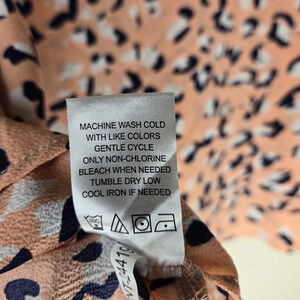 MACHINE WASH COLD
WITH LIKE COLORS
GENTLE CYCLE
ONLY NON-CHLORINE
BLEACH WHEN NEEDED
TUMBLE DRY LOW
COOL IRON IF NEEDED